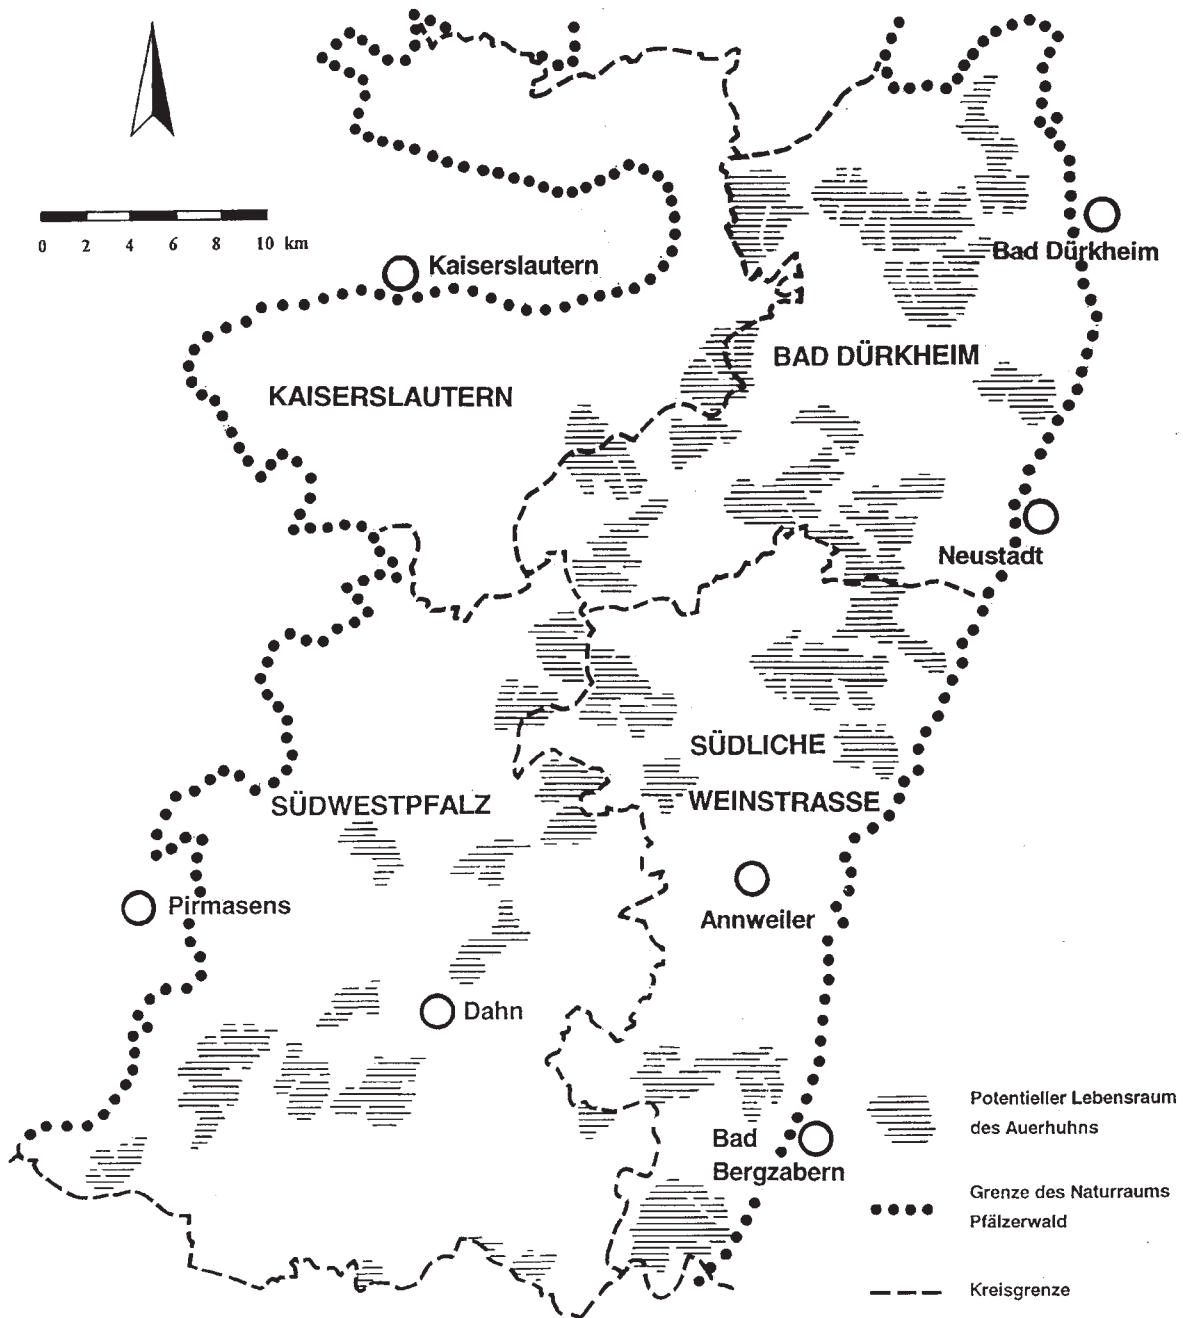 0 2 4 6 8 10 km
Kaiserslautern
Bad Dürkheim
BAD DÜRKHEIM
KAISERSLAUTERN
Neustadt
SÜDLICHE
WEINSTRASSE
SÜDWESTPFALZ
Pirmasens
Annweiler
Dahn
Bad
Bergzabern
Potentieller Lebensraum
des Auerhuhns
Grenze des Naturraums
Pfälzerwald
Kreisgrenze